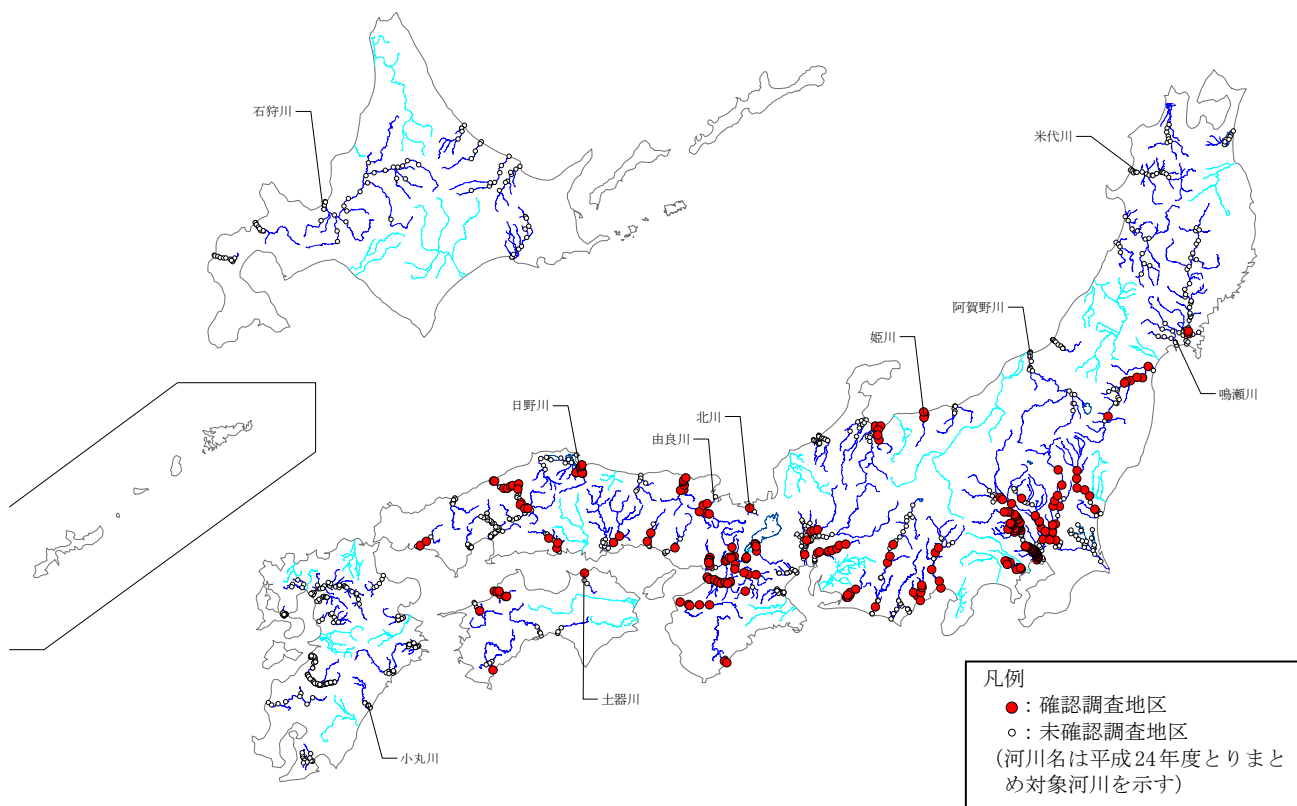 石狩川
米代川
阿賀野川
姫川
鳴瀬川
日野川
北川
由良川
土器川
小丸川
凡例
：確認調査地区
：未確認調査地区
(河川名は平成24年度とりまと
め対象河川を示す)